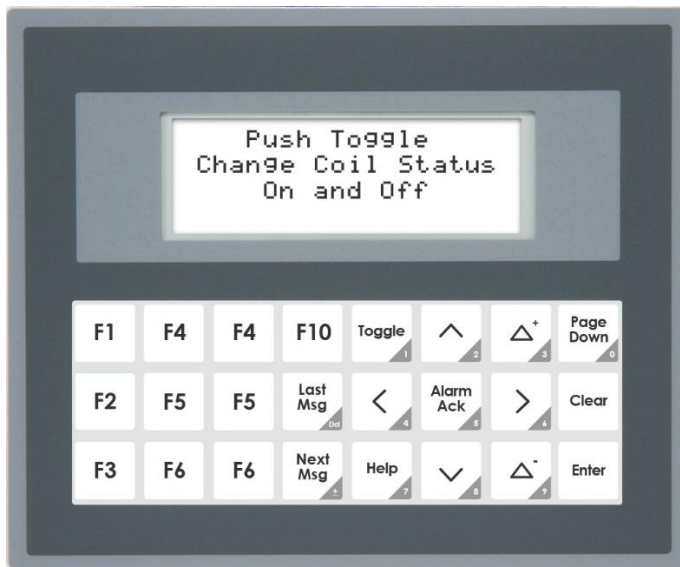 Push Toggle
Change Coil Status
On and Off
F1 F4 F4 F10 Toggle 1 2 + 3 Page Down 0
F2 F5 F5 Last Msg Del 4 Alarm Ack 5 6 Clear
F3 F6 F6 Next Msg ± Help 7 8 - 9 Enter